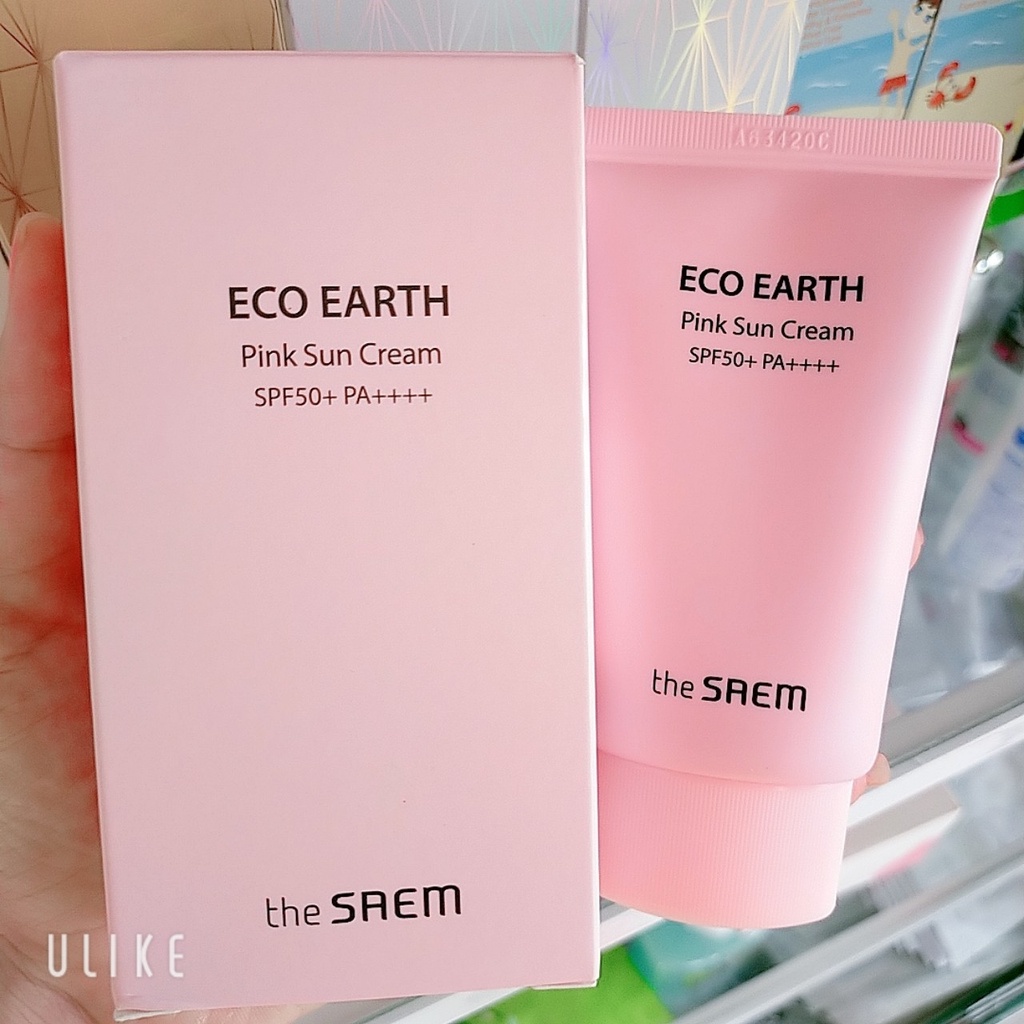 ECO EARTH
Pink Sun Cream
SPF50+ PA++++
the SAEM
A63420C
ECO EARTH
Pink Sun Cream
SPF50+ PA++++
the SAEM
ULIKE